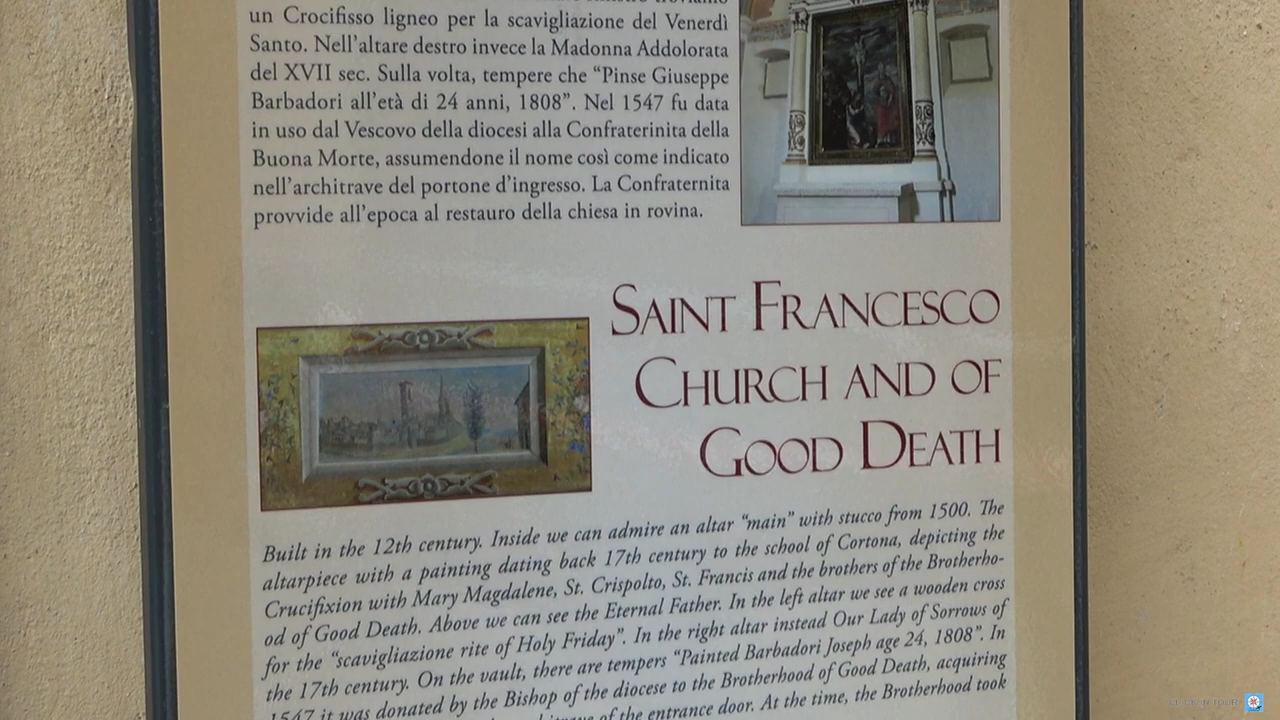 un Crocifisso ligneo per la scavigliazione del Venerdì
Santo. Nell'altare destro invece la Madonna Addolorata
del XVII sec. Sulla volta, tempere che “Pinse Giuseppe
Barbadori all'età di 24 anni, 1808”. Nel 1547 fu data
in uso dal Vescovo della diocesi alla Confraterinita della
Buona Morte, assumendone il nome così come indicato
nell'architrave del portone d'ingresso. La Confraternita
provvide all'epoca al restauro della chiesa in rovina.
Saint Francesco
Church and of
Good Death
Built in the 12th century. Inside we can admire an altar “main” with stucco from 1500. The
altarpiece with a painting dating back 17th century to the school of Cortona, depicting the
Crucifixion with Mary Magdalene, St. Crispolto, St. Francis and the brothers of the Brotherho-
od of Good Death. Above we can see the Eternal Father. In the left altar we see a wooden cross
for the “scavigliazione rite of Holy Friday”. In the right altar instead Our Lady of Sorrows of
the 17th century. On the vault, there are tempers “Painted Barbadori Joseph age 24, 1808”. In
1547 it was donated by the Bishop of the diocese to the Brotherhood of Good Death, acquiring
of the entrance door. At the time, the Brotherhood took
CLICK IN TOUR